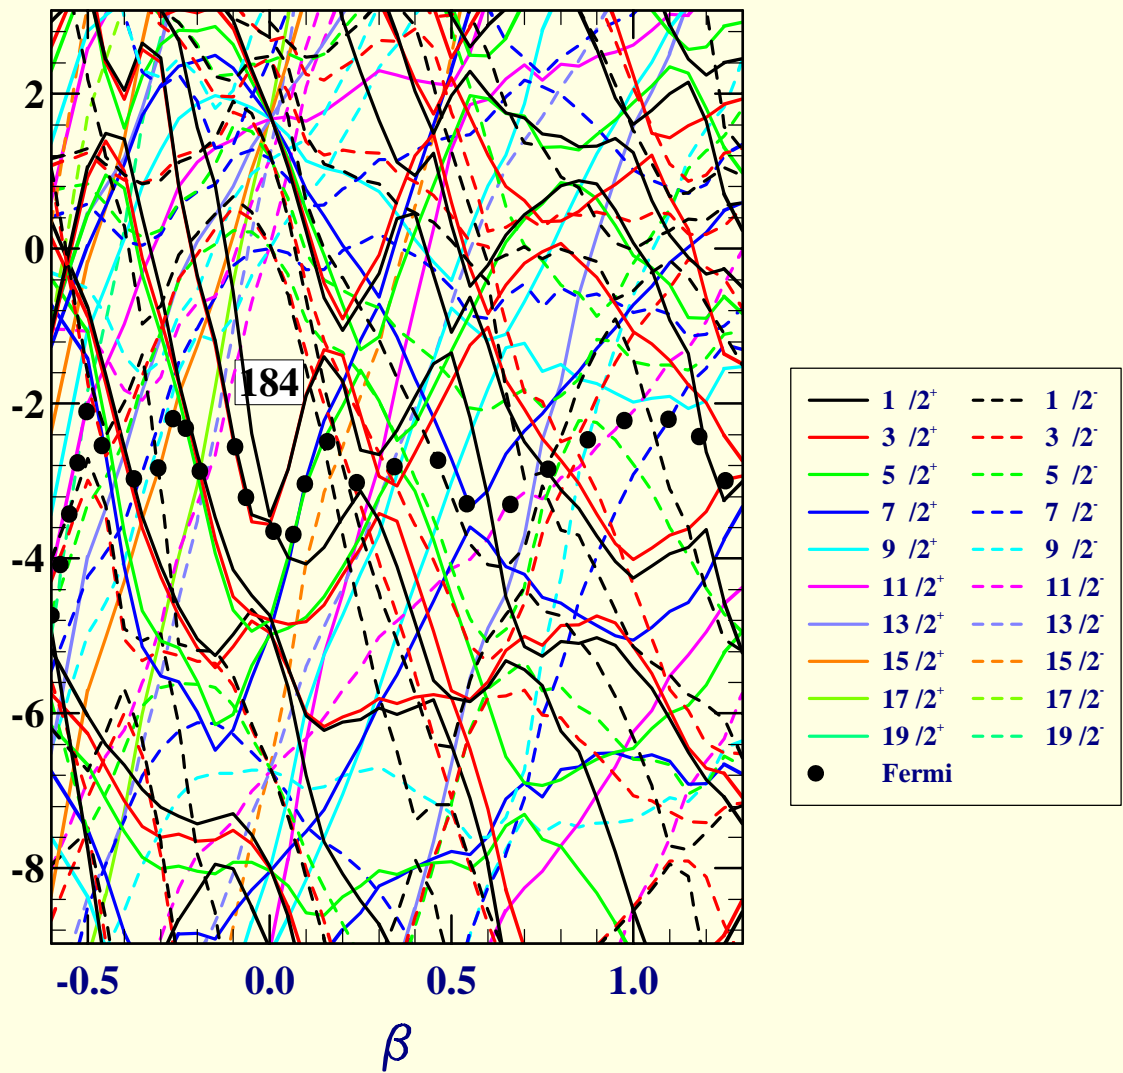 2
0
184
-2
-4
-6
-8
-0.5 0.0 0.5 1.0
β
1 /2+ 1 /2-
3 /2+ 3 /2-
5 /2+ 5 /2-
7 /2+ 7 /2-
9 /2+ 9 /2-
11 /2+ 11 /2-
13 /2+ 13 /2-
15 /2+ 15 /2-
17 /2+ 17 /2-
19 /2+ 19 /2-
Fermi